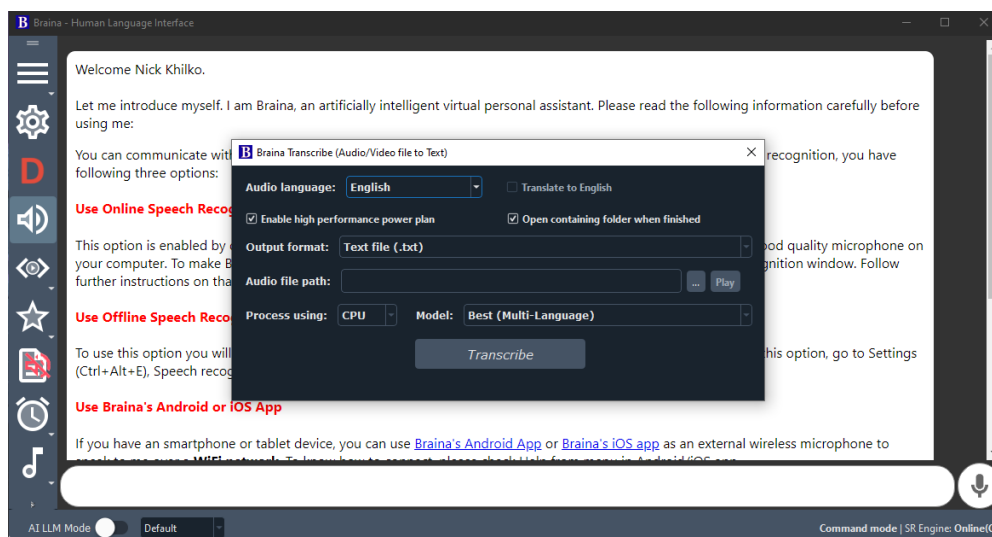 B Braina - Human Language Interface
Welcome Nick Khilko.
Let me introduce myself. I am Braina, an artificially intelligent virtual personal assistant. Please read the following information carefully before
using me:
You can communicate with
recognition, you have
following three options:
Use Online Speech
This option is enabled by
good quality microphone on
your computer. To make
window. Follow
further instructions on
Use Offline Speech
To use this option you will
this option, go to Settings
(Ctrl+Alt+E), Speech
Use Braina's Android or iOS App
If you have an smartphone or tablet device, you can use Braina's Android App or Braina's iOS app as an external wireless microphone to
B Braina Transcribe (Audio/Video file to Text)
Audio language: English
Translate to English
Enable high performance power plan
Open containing folder when finished
Output format: Text file (.txt)
Audio file path: ... Play
Process using: CPU Model: Best (Multi-Language)
Transcribe
D
AI LLM Mode Default
Command mode | SR Engine: